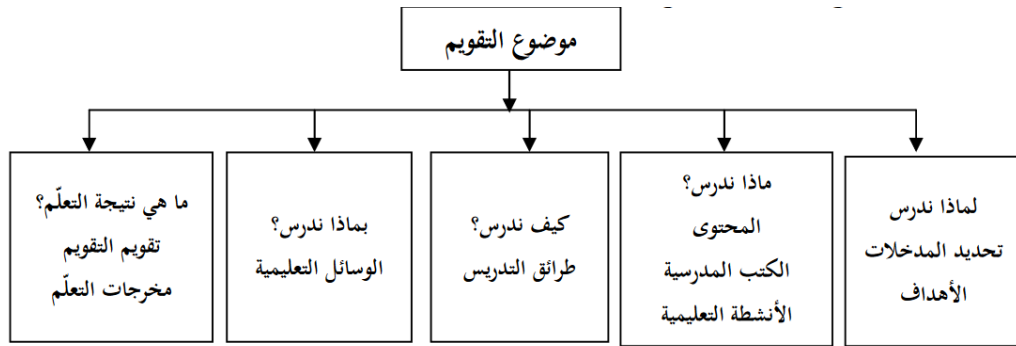 موضوع التقويم
لماذا ندرس
تحديد المدخلات
الأهداف
ماذا ندرس؟
المحتوى
الكتب المدرسية
الأنشطة التعليمية
كيف ندرس؟
طرائق التدريس
بماذا ندرس؟
الوسائل التعليمية
ما هي نتيجة التعلّم؟
تقويم التقويم
مخرجات التعلّم